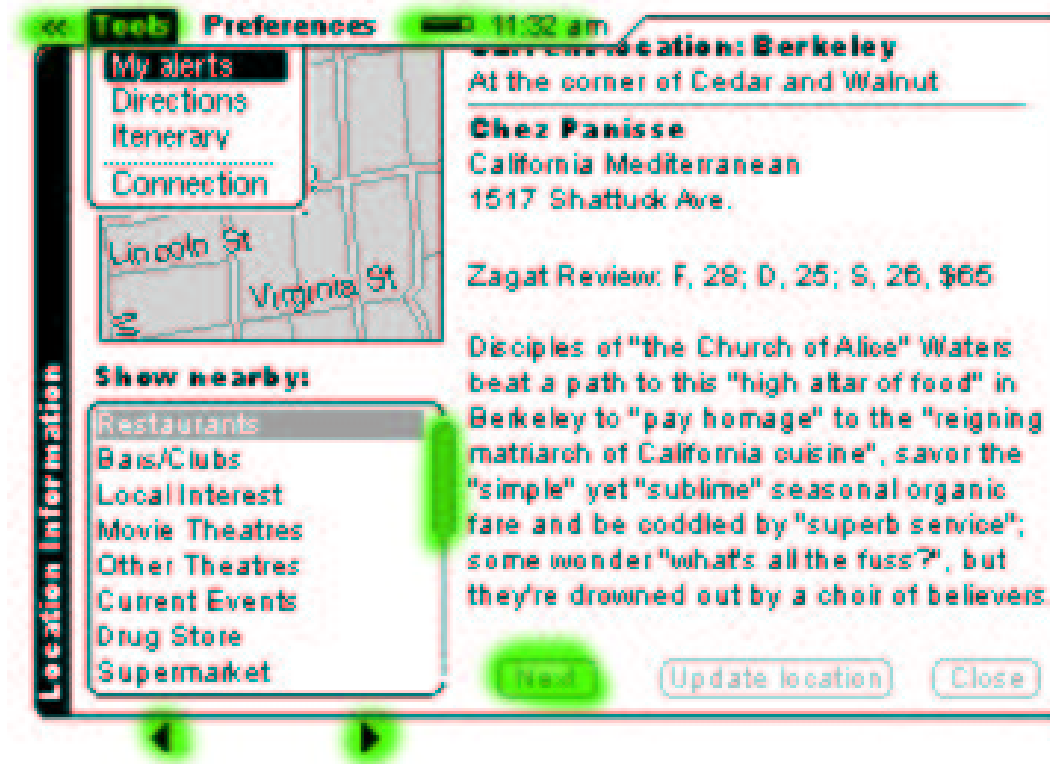 << Tools Preferences 11:32 am
My alerts
Directions
Itenerary
Connection
Lincoln St
Virginia St
Show nearby:
Restaurants
Bars/Clubs
Local Interest
Movie Theatres
Other Theatres
Current Events
Drug Store
Supermarket
Location Information
Current location: Berkeley
At the corner of Cedar and Walnut
Chez Panisse
California Mediterranean
1517 Shattuck Ave.
Zagat Review: F, 28; D, 25; S, 26, $65
Disciples of "the Church of Alice" Waters
beat a path to this "high altar of food" in
Berkeley to "pay homage" to the "reigning
matriarch of California cuisine", savor the
"simple" yet "sublime" seasonal organic
fare and be coddled by "superb service";
some wonder "what's all the fuss?", but
they're drowned out by a choir of believers.
Next Update location Close